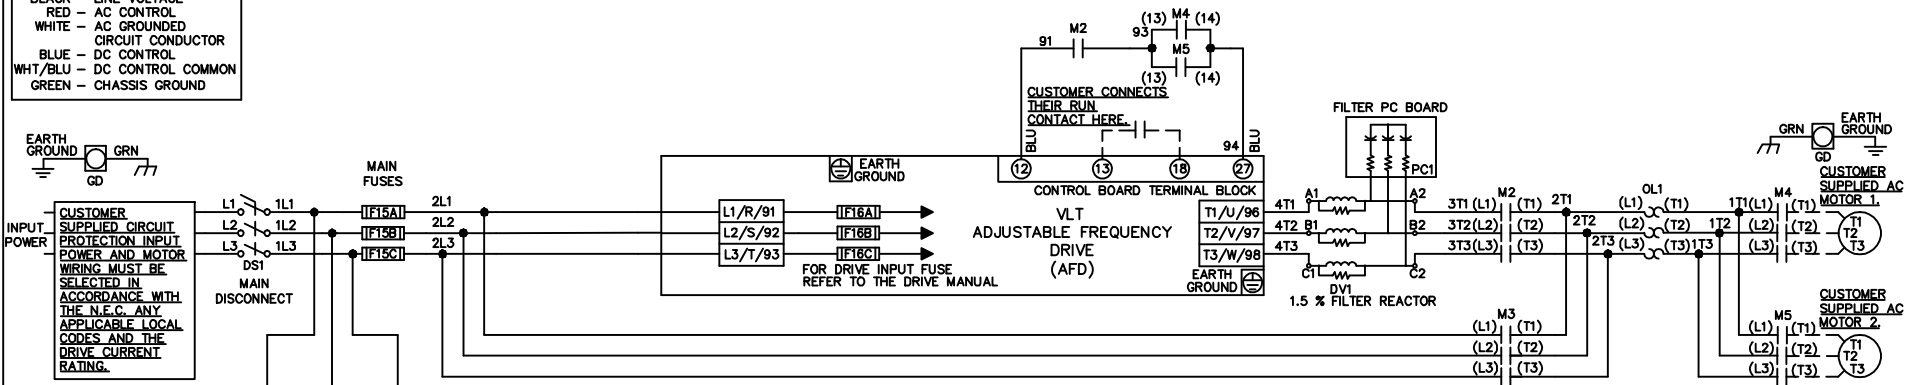 RED – AC CONTROL
WHITE – AC GROUNDED
CIRCUIT CONDUCTOR
BLUE – DC CONTROL
WHT/BLU – DC CONTROL COMMON
GREEN – CHASSIS GROUND
EARTH
GROUND
GRN
GD
INPUT
POWER
CUSTOMER
SUPPLIED CIRCUIT
PROTECTION INPUT
POWER AND MOTOR
WIRING MUST BE
SELECTED IN
ACCORDANCE WITH
THE N.E.C. ANY
APPLICABLE LOCAL
CODES AND THE
DRIVE CURRENT
RATING.
L1 1L1
L2 1L2
L3 1L3
DS1
MAIN
DISCONNECT
MAIN
FUSES
F15A
F15B
F15C
2L1
2L2
2L3
L1/R/91
L2/S/92
L3/T/93
F16A
F16B
F16C
FOR DRIVE INPUT FUSE
REFER TO THE DRIVE MANUAL
EARTH
GROUND
91
M2
93
(13) M4 (14)
M5
(13) (14)
CUSTOMER CONNECTS
THEIR RUN
CONTACT HERE.
BLU
94
BLU
12
13
18
27
CONTROL BOARD TERMINAL BLOCK
VLT
ADJUSTABLE FREQUENCY
DRIVE
(AFD)
T1/U/96
T2/V/97
T3/W/98
EARTH
GROUND
4T1
4T2
4T3
FILTER PC BOARD
PC1
A1 A2
B1 B2
C1 C2
DV1
1.5 % FILTER REACTOR
M2
3T1 (L1) (T1) 2T1
3T2 (L2) (T2) 2T2
3T3 (L3) (T3) 2T3
M3
(L1) (T1)
(L2) (T2)
(L3) (T3)
OL1
(L1) (T1) 1T1
(L2) (T2) 1T2
(L3) (T3) 1T3
M4
(L1) (T1)
(L2) (T2)
(L3) (T3)
GRN
GD
EARTH
GROUND
CUSTOMER
SUPPLIED AC
MOTOR 1.
T1
T2
T3
CUSTOMER
SUPPLIED AC
MOTOR 2.
M5
(L1) (T1)
(L2) (T2)
(L3) (T3)
T1
T2
T3